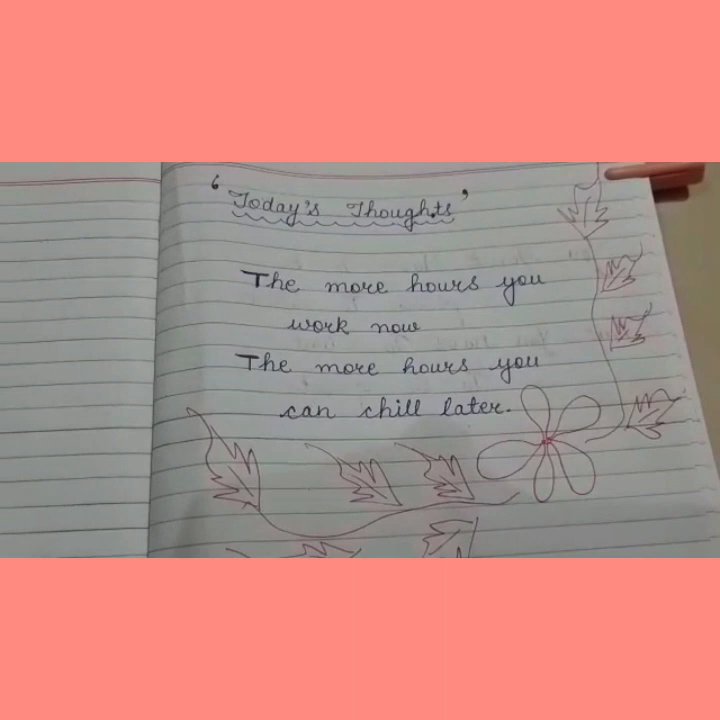 ‘Today's Thoughts’
The more hours you
work now
The more hours you
can chill later.